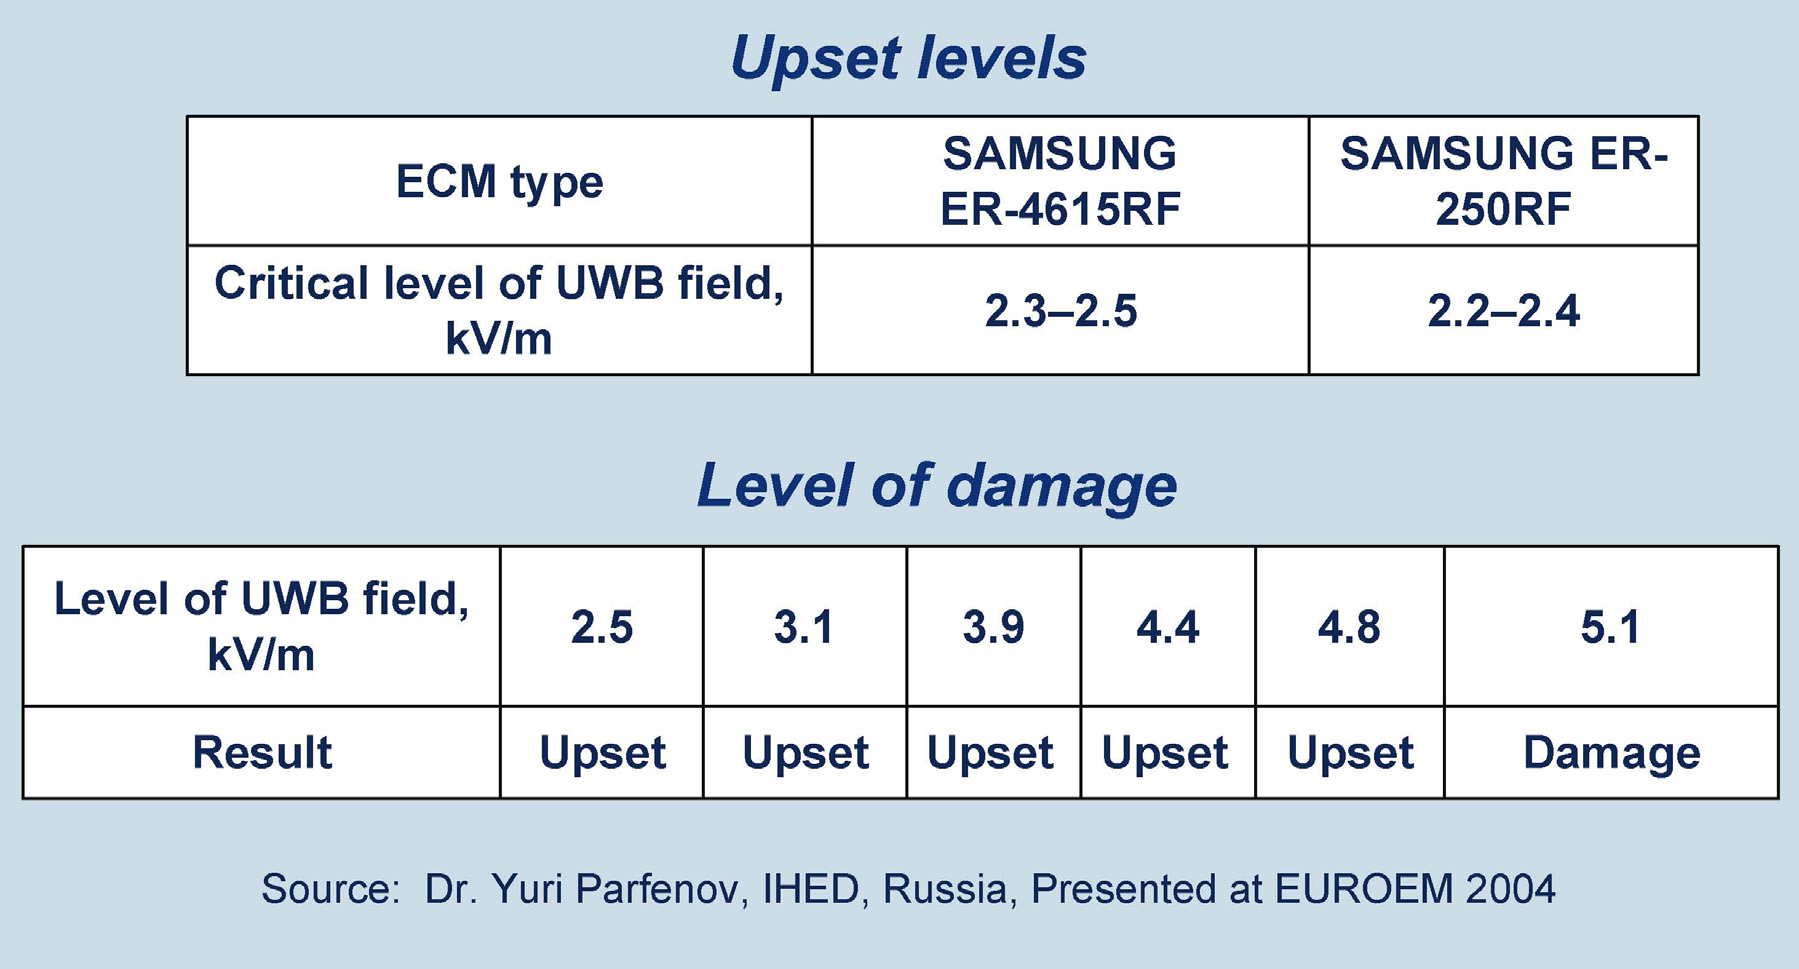 Upset levels
ECM type
SAMSUNG
ER-4615RF
SAMSUNG ER-
250RF
Critical level of UWB field,
kV/m
2.3–2.5
2.2–2.4
Level of damage
Level of UWB field,
kV/m
2.5
3.1
3.9
4.4
4.8
5.1
Result
Upset
Upset
Upset
Upset
Upset
Damage
Source:  Dr. Yuri Parfenov, IHED, Russia, Presented at EUROEM 2004